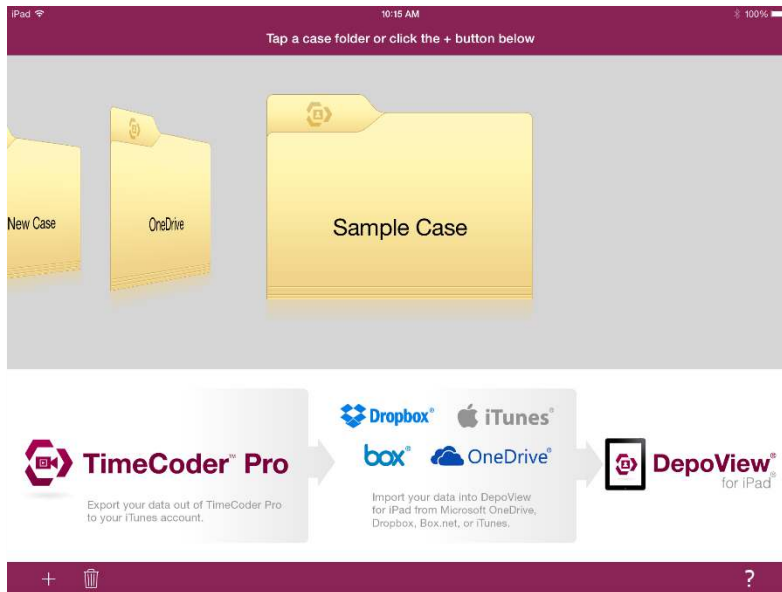 iPad 10:15 AM 100%
Tap a case folder or click the + button below
New Case
OneDrive
Sample Case
TimeCoder™ Pro
Export your data out of TimeCoder Pro
to your iTunes account.
Dropbox®
iTunes®
box®
OneDrive®
Import your data into DepoView
for iPad from Microsoft OneDrive,
Dropbox, Box.net, or iTunes.
DepoView®
for iPad®
+ ?